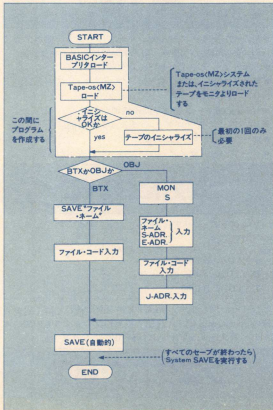 START
BASICインター
プリタロード
Tape-os(MZ)
ロード
Tape-os(MZ)システム
または、イニシャライズされた
テープをモニタよりロード
する
イニシ
ャライズは
OKか
no
yes
この間に
プログラム
を作成する
テープのイニシャライズ
最初の1回のみ
必要
BTXかOBJか
OBJ
BTX
MON
S
SAVE"ファイル
・ネーム"
ファイル・
ネーム
S-ADR.
E-ADR.
入力
ファイル・コード入力
ファイル・コード
入力
J-ADR.入力
SAVE(自動的)
すべてのセーブが終わったら
System SAVEを実行する
END